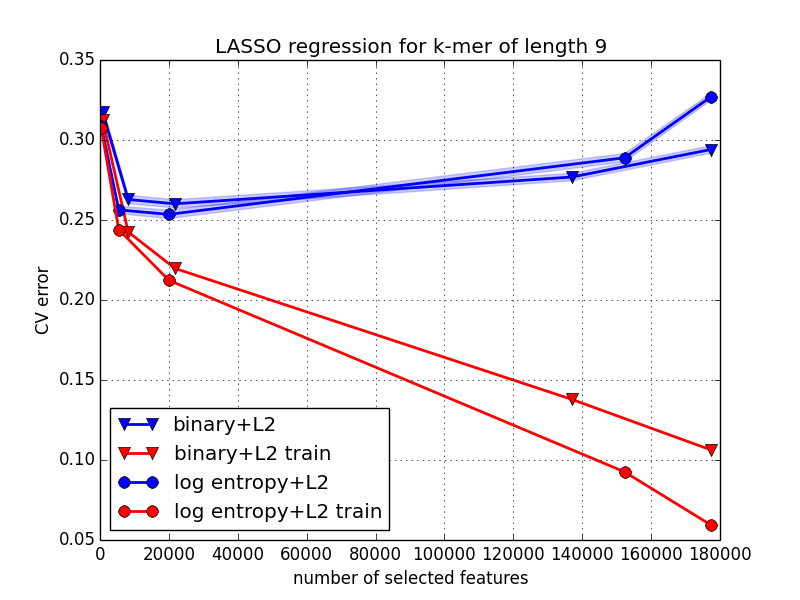 LASSO regression for k-mer of length 9
0.35
0.30
0.25
0.20
0.15
0.10
0.05
CV error
binary+L2
binary+L2 train
log entropy+L2
log entropy+L2 train
0 20000 40000 60000 80000 100000 120000 140000 160000 180000
number of selected features